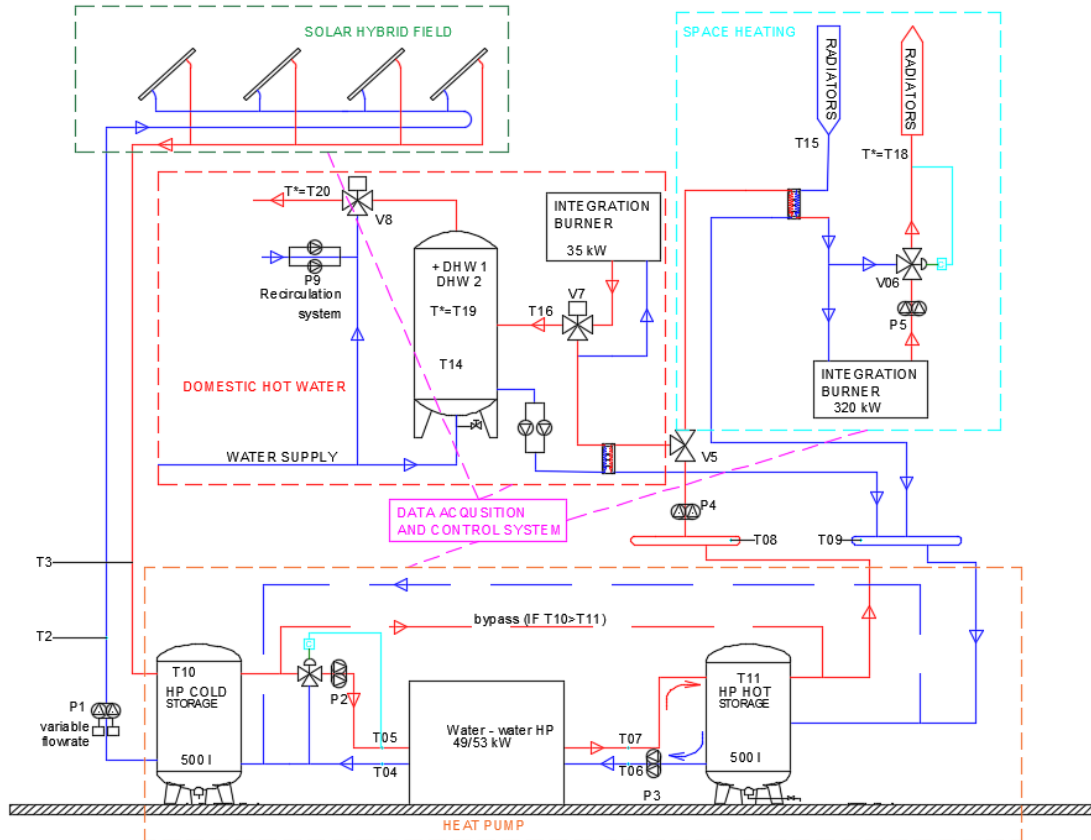 SOLAR HYBRID FIELD
SPACE HEATING
RADIATORS
RADIATORS
T15
T*=T18
T*=T20
V8
INTEGRATION
BURNER
35 kW
+ DHW 1
DHW 2
T*=T19
T14
P9
Recirculation
system
T16
V7
V06
P5
INTEGRATION
BURNER
320 kW
DOMESTIC HOT WATER
WATER SUPPLY
V5
DATA ACQUSITION
AND CONTROL SYSTEM
P4
T08
T09
T3
T2
bypass (IF T10>T11)
T10
HP COLD
STORAGE
500 l
P1
variable
flowrate
P2
T05
T04
Water - water HP
49/53 kW
T07
T06
P3
T11
HP HOT
STORAGE
500 l
HEAT PUMP